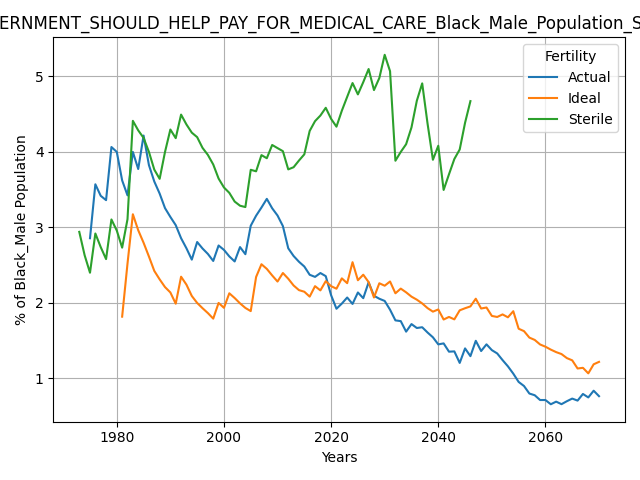 ERNMENT_SHOULD_HELP_PAY_FOR_MEDICAL_CARE_Black_Male_Population_S
Fertility
Actual
Ideal
Sterile
% of Black_Male Population
5
4
3
2
1
1980 2000 2020 2040 2060
Years